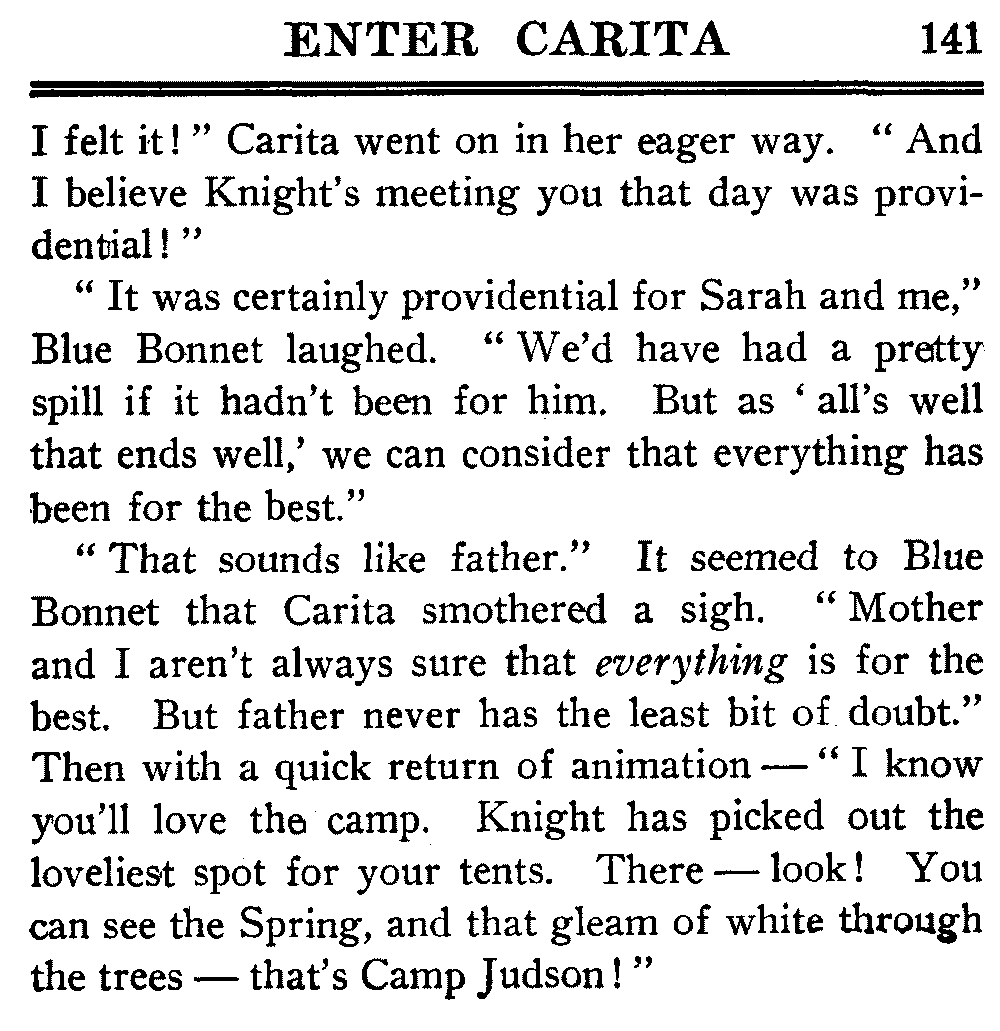 ENTER CARITA 141
I felt it! " Carita went on in her eager way. " And
I believe Knight's meeting you that day was provi-
dential! "
" It was certainly providential for Sarah and me,"
Blue Bonnet laughed. " We'd have had a pretty
spill if it hadn't been for him. But as ' all's well
that ends well,' we can consider that everything has
been for the best."
" That sounds like father." It seemed to Blue
Bonnet that Carita smothered a sigh. " Mother
and I aren't always sure that everything is for the
best. But father never has the least bit of doubt."
Then with a quick return of animation — " I know
you'll love the camp. Knight has picked out the
loveliest spot for your tents. There — look! You
can see the Spring, and that gleam of white through
the trees — that's Camp Judson! "